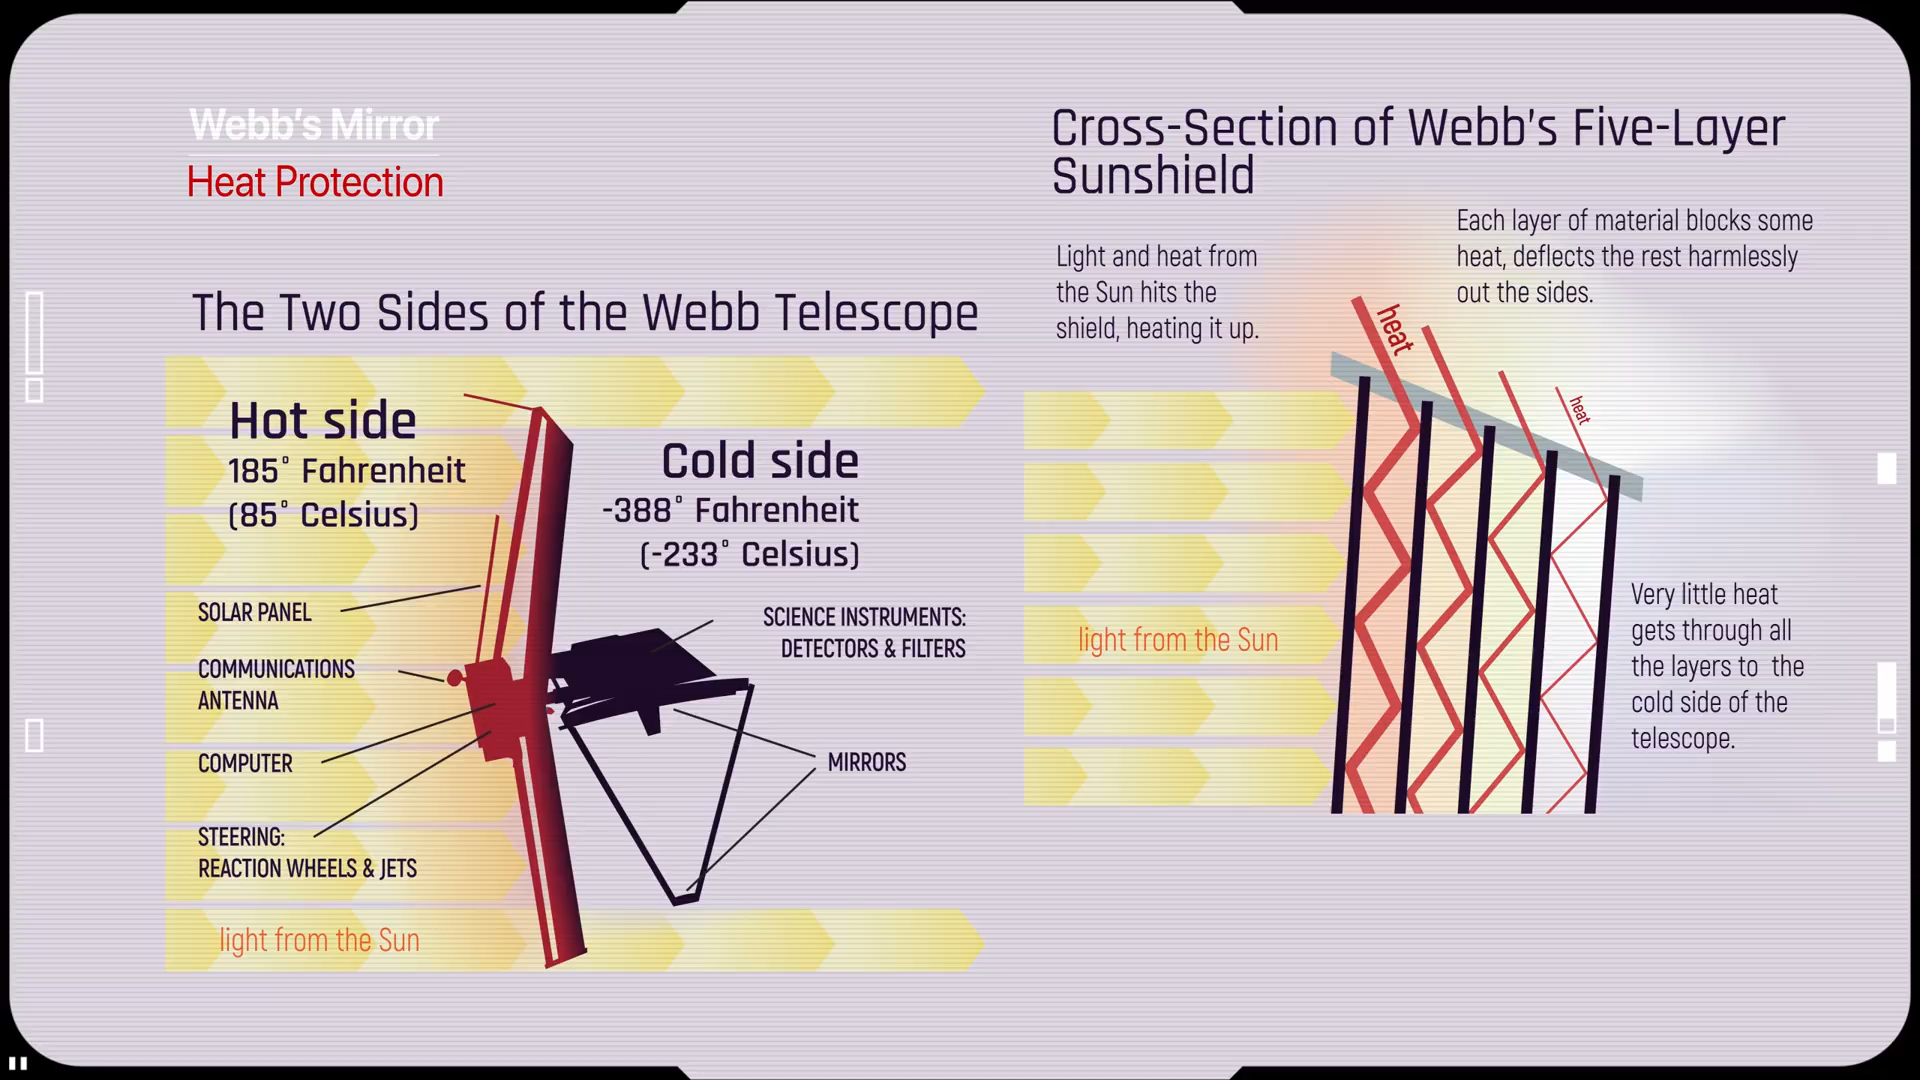 Webb's Mirror
Heat Protection
The Two Sides of the Webb Telescope
Hot side
185° Fahrenheit
(85° Celsius)
Cold side
-388° Fahrenheit
(-233° Celsius)
SOLAR PANEL
COMMUNICATIONS
ANTENNA
COMPUTER
STEERING:
REACTION WHEELS & JETS
light from the Sun
SCIENCE INSTRUMENTS:
DETECTORS & FILTERS
MIRRORS
Cross-Section of Webb's Five-Layer
Sunshield
Light and heat from
the Sun hits the
shield, heating it up.
Each layer of material blocks some
heat, deflects the rest harmlessly
out the sides.
heat
heat
light from the Sun
Very little heat
gets through all
the layers to  the
cold side of the
telescope.